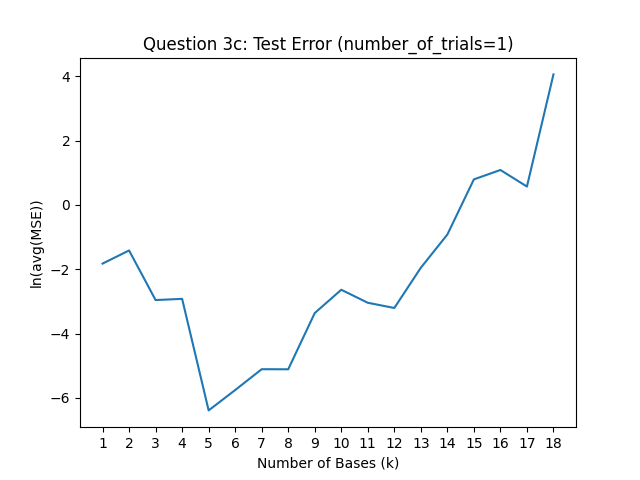 Question 3c: Test Error (number_of_trials=1)
ln(avg(MSE))
4
2
0
−2
−4
−6
1 2 3 4 5 6 7 8 9 10 11 12 13 14 15 16 17 18
Number of Bases (k)